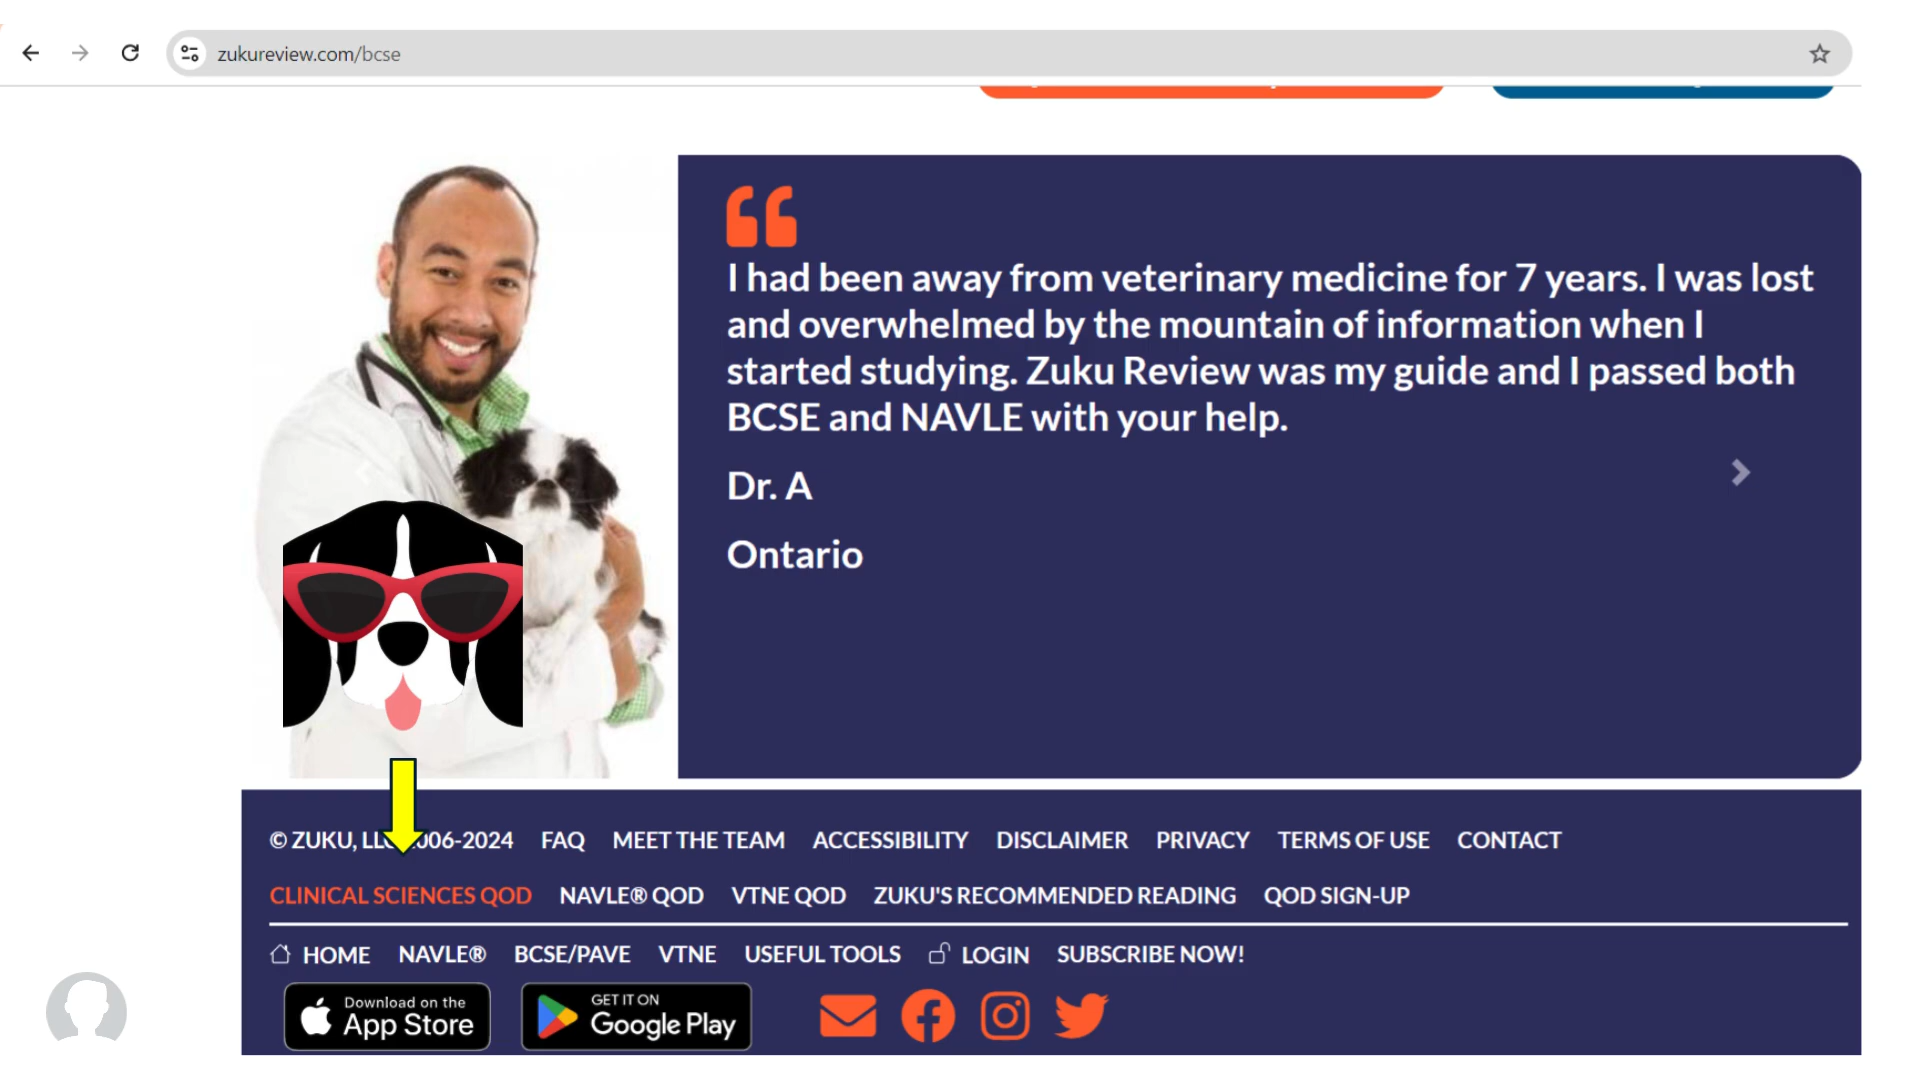 zukureview.com/bcse
I had been away from veterinary medicine for 7 years. I was lost
and overwhelmed by the mountain of information when I
started studying. Zuku Review was my guide and I passed both
BCSE and NAVLE with your help.
Dr. A
Ontario
© ZUKU, LL 006-2024 FAQ MEET THE TEAM ACCESSIBILITY DISCLAIMER PRIVACY TERMS OF USE CONTACT
CLINICAL SCIENCES QOD NAVLE® QOD VTNE QOD ZUKU'S RECOMMENDED READING QOD SIGN-UP
HOME NAVLE® BCSE/PAVE VTNE USEFUL TOOLS LOGIN SUBSCRIBE NOW!
Download on the
App Store
GET IT ON
Google Play